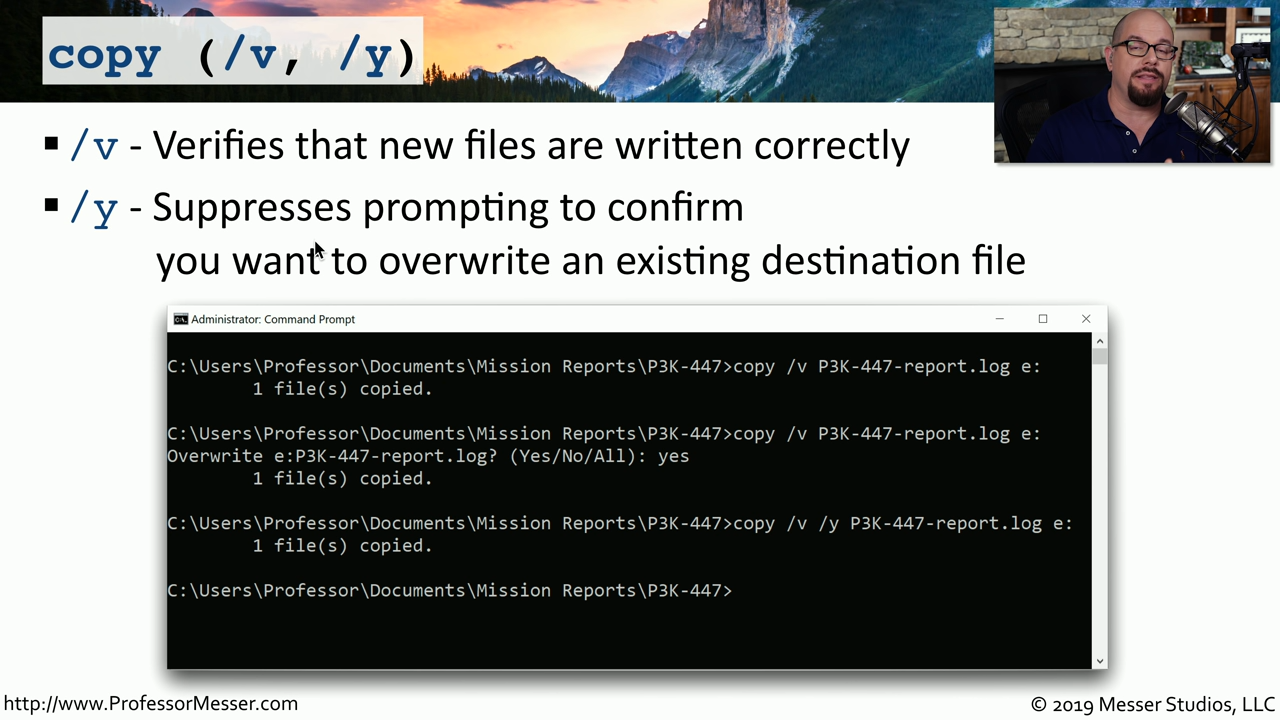 copy (/v, /y)
▪ /v - Verifies that new files are written correctly
▪ /y - Suppresses prompting to confirm
you want to overwrite an existing destination file
Administrator: Command Prompt
C:\Users\Professor\Documents\Mission Reports\P3K-447>copy /v P3K-447-report.log e:
1 file(s) copied.
C:\Users\Professor\Documents\Mission Reports\P3K-447>copy /v P3K-447-report.log e:
Overwrite e:P3K-447-report.log? (Yes/No/All): yes
1 file(s) copied.
C:\Users\Professor\Documents\Mission Reports\P3K-447>copy /v /y P3K-447-report.log e:
1 file(s) copied.
C:\Users\Professor\Documents\Mission Reports\P3K-447>
http://www.ProfessorMesser.com
© 2019 Messer Studios, LLC